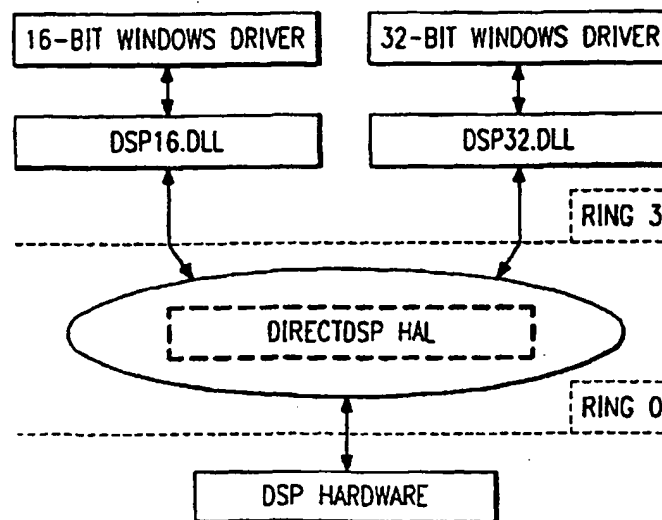 16-BIT WINDOWS DRIVER
32-BIT WINDOWS DRIVER
DSP16.DLL
DSP32.DLL
RING 3
DIRECTDSP HAL
RING 0
DSP HARDWARE